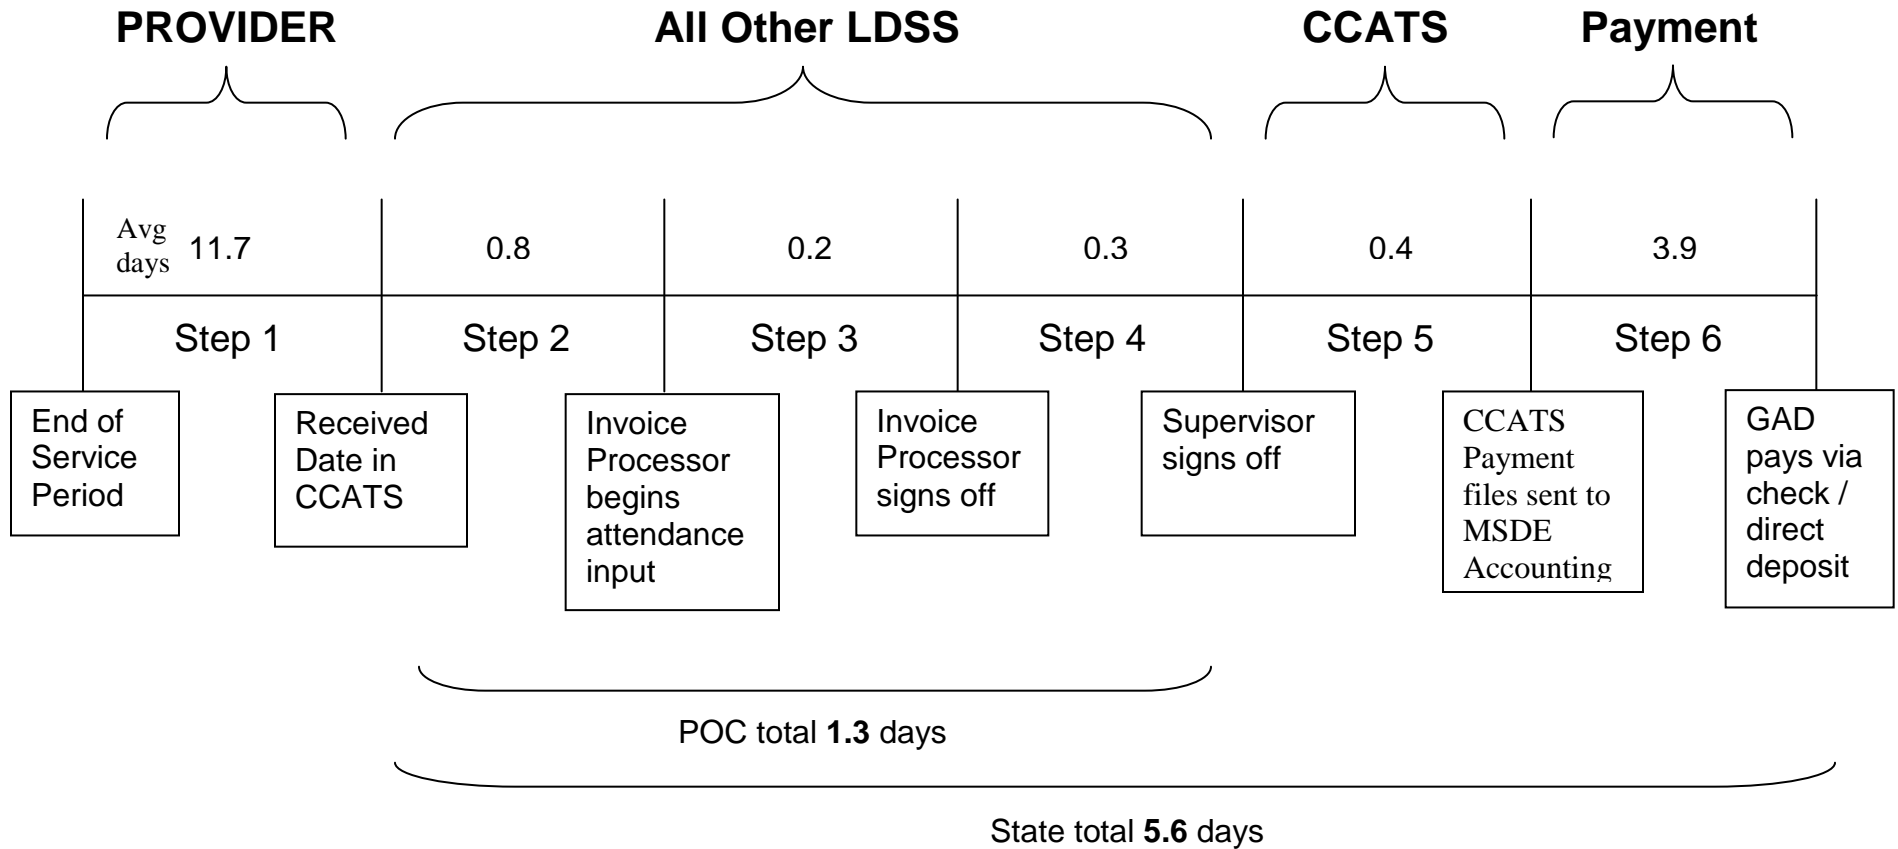 PROVIDER
All Other LDSS
CCATS
Payment
Avg
days
11.7
0.8
0.2
0.3
0.4
3.9
Step 1
Step 2
Step 3
Step 4
Step 5
Step 6
End of
Service
Period
Received
Date in
CCATS
Invoice
Processor
begins
attendance
input
Invoice
Processor
signs off
Supervisor
signs off
CCATS
Payment
files sent to
MSDE
Accounting
GAD
pays via
check /
direct
deposit
POC total 1.3 days
State total 5.6 days